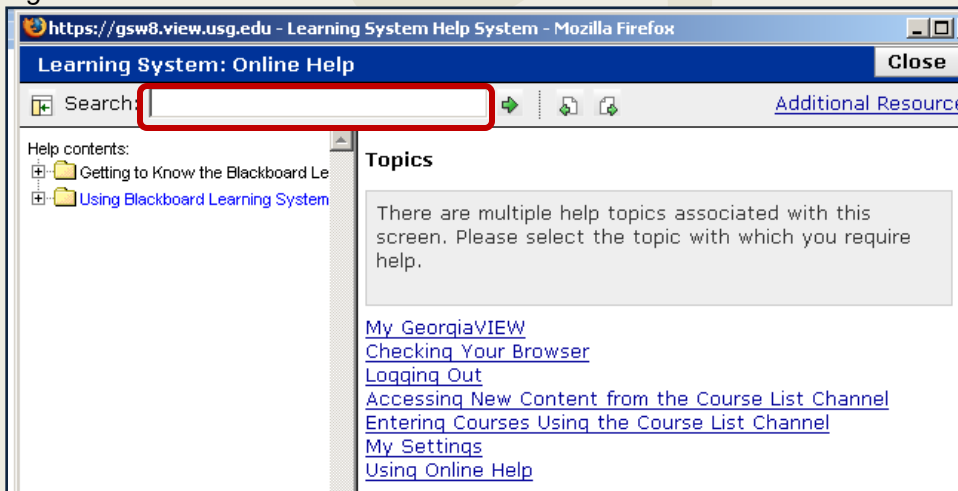 https://gsw8.view.usg.edu - Learning System Help System - Mozilla Firefox
Learning System: Online Help
Close
Search:
Additional Resource
Help contents:
Getting to Know the Blackboard Le
Using Blackboard Learning System
Topics
There are multiple help topics associated with this
screen. Please select the topic with which you require
help.
My GeorgiaVIEW
Checking Your Browser
Logging Out
Accessing New Content from the Course List Channel
Entering Courses Using the Course List Channel
My Settings
Using Online Help